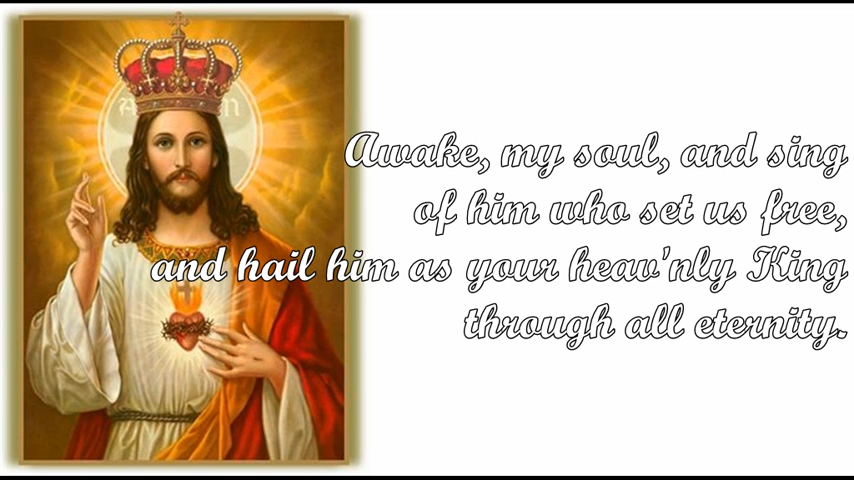 Awake, my soul, and sing
of him who set us free,
and hail him as your heav'nly King
through all eternity.